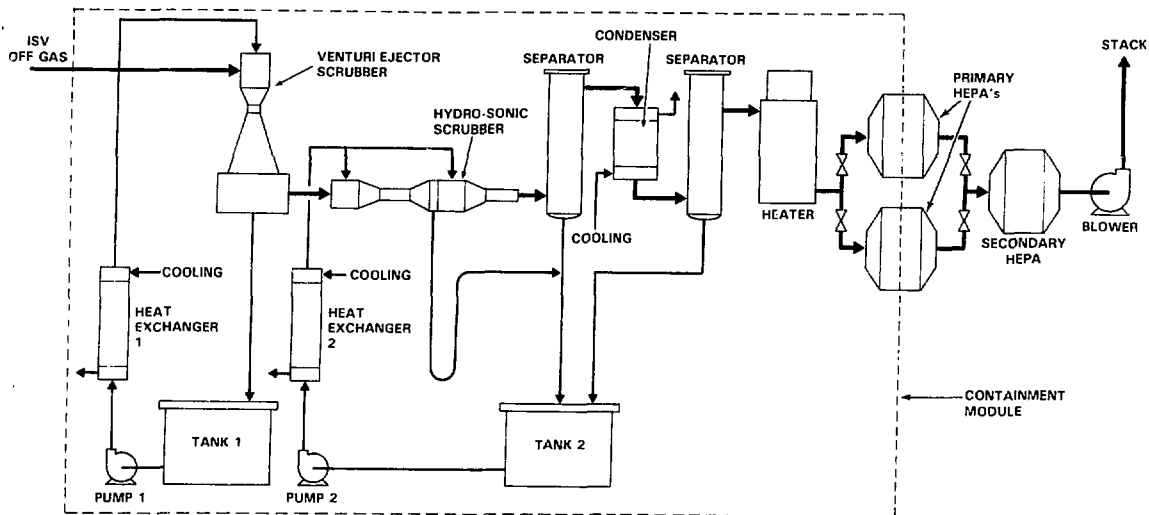 ISV
OFF GAS
VENTURI EJECTOR
SCRUBBER
HYDRO-SONIC
SCRUBBER
SEPARATOR
CONDENSER
SEPARATOR
PRIMARY
HEPA's
STACK
COOLING
HEATER
SECONDARY
HEPA
BLOWER
COOLING
HEAT
EXCHANGER
1
COOLING
HEAT
EXCHANGER
2
CONTAINMENT
MODULE
TANK 1
TANK 2
PUMP 1
PUMP 2